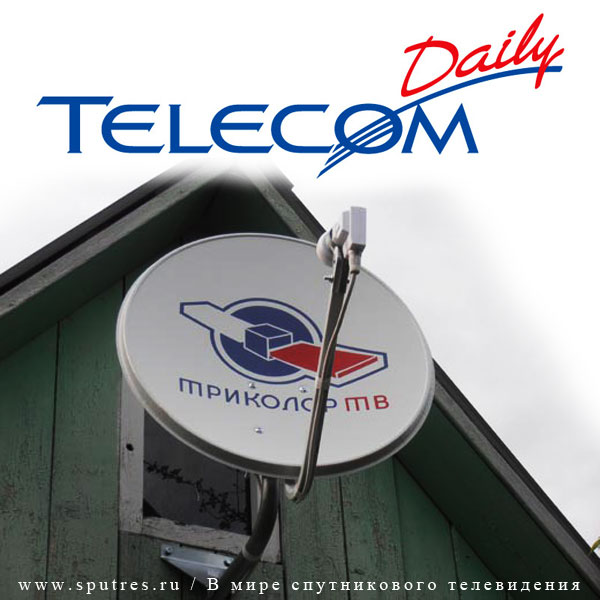 Daily
TELECOM
ТРИКОЛОР ТВ
www.sputres.ru / В мире спутникового телевидения